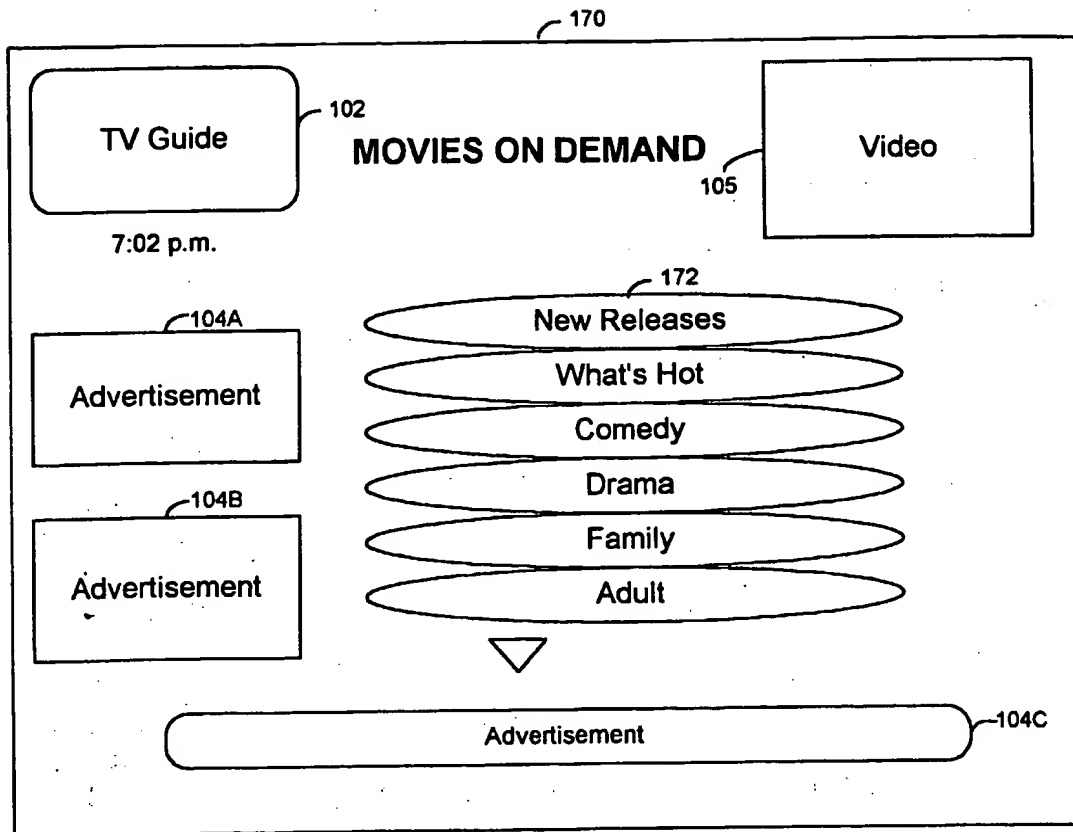 170
TV Guide
102
MOVIES ON DEMAND
Video
105
7:02 p.m.
172
New Releases
104A
Advertisement
What's Hot
Comedy
Drama
104B
Advertisement
Family
Adult
Advertisement
104C